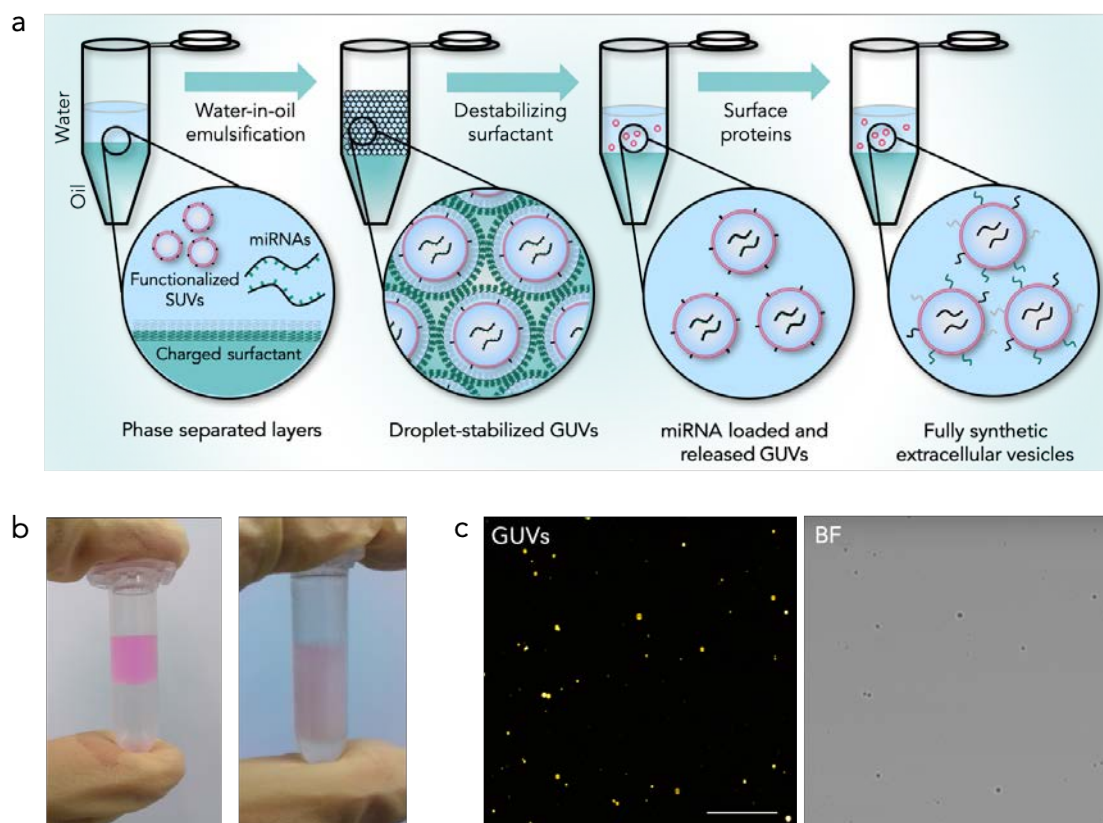 a
Water
Oil
Water-in-oil
emulsification
Destabilizing
surfactant
Surface
proteins
miRNAs
Functionalized
SUVs
Charged surfactant
Phase separated layers
Droplet-stabilized GUVs
miRNA loaded and
released GUVs
Fully synthetic
extracellular vesicles
b
c
GUVs
BF